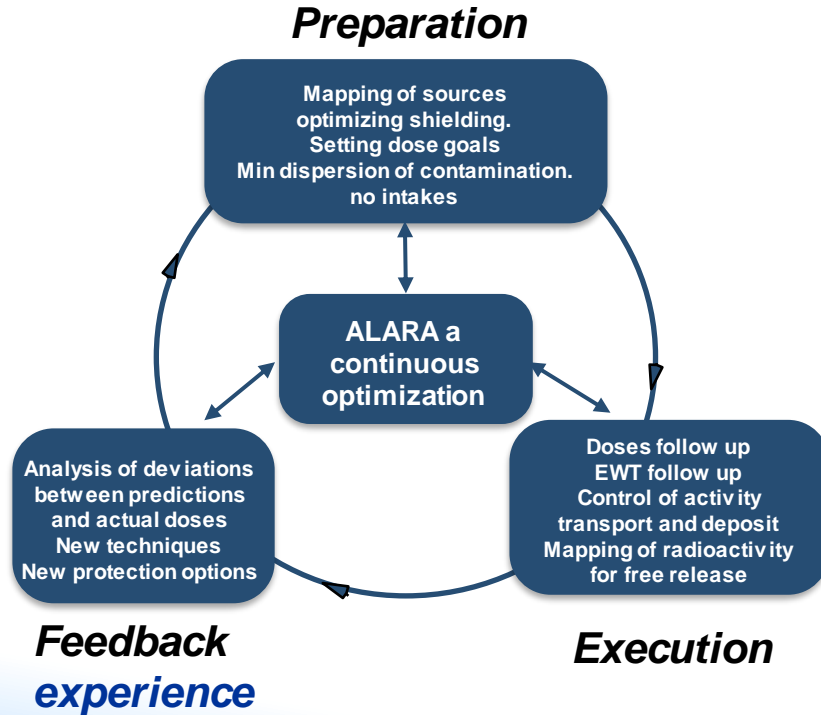 Preparation
Mapping of sources
optimizing shielding.
Setting dose goals
Min dispersion of contamination.
no intakes
ALARA a
continuous
optimization
Analysis of deviations
between predictions
and actual doses
New techniques
New protection options
Doses follow up
EWT follow up
Control of activity
transport and deposit
Mapping of radioactivity
for free release
Feedback
experience
Execution